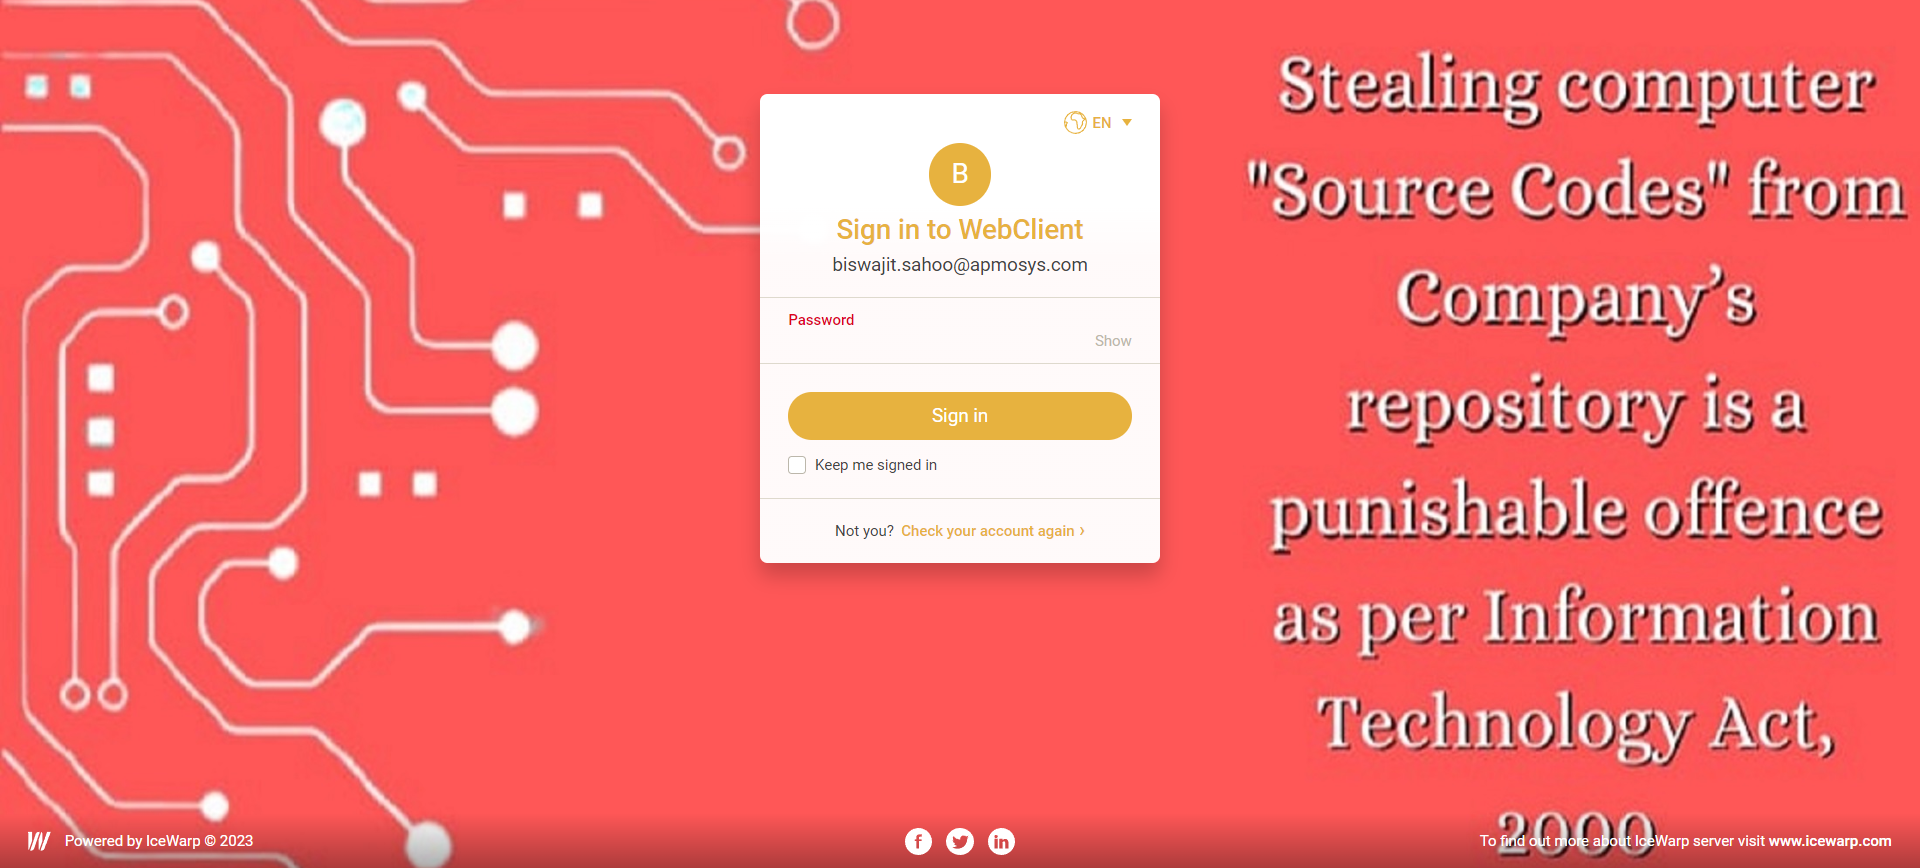 EN
B
Sign in to WebClient
biswajit.sahoo@apmosys.com
Password
Show
Sign in
Keep me signed in
Not you? Check your account again ›
Stealing computer
"Source Codes" from
Company’s
repository is a
punishable offence
as per Information
Technology Act,
2000
Powered by IceWarp © 2023
To find out more about IceWarp server visit www.icewarp.com